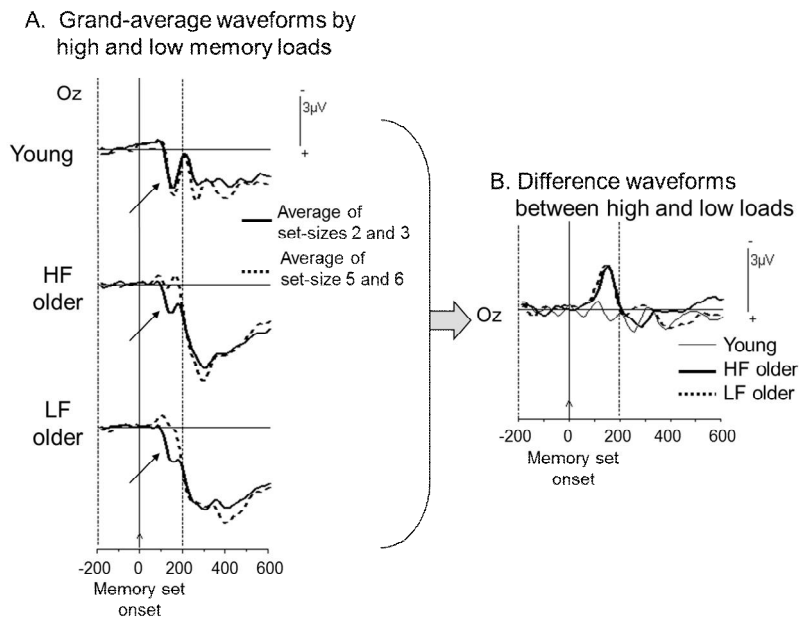 A. Grand-average waveforms by
high and low memory loads
Oz
-
3µV
+
Young
Average of
set-sizes 2 and 3
Average of
set-size 5 and 6
HF
older
LF
older
-200 0 200 400 600
Memory set
onset
B. Difference waveforms
between high and low loads
-
3µV
+
Oz
Young
HF older
LF older
-200 0 200 400 600
Memory set
onset